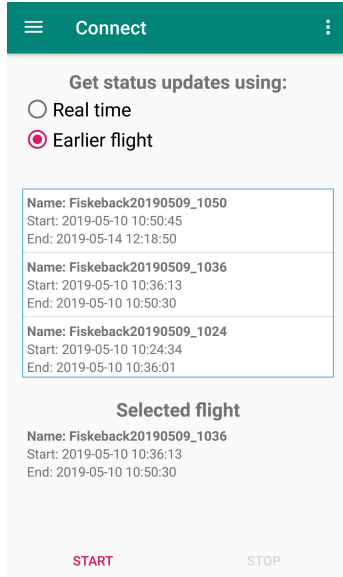 Connect
Get status updates using:
Real time
Earlier flight
Name: Fiskeback20190509_1050
Start: 2019-05-10 10:50:45
End: 2019-05-14 12:18:50
Name: Fiskeback20190509_1036
Start: 2019-05-10 10:36:13
End: 2019-05-10 10:50:30
Name: Fiskeback20190509_1024
Start: 2019-05-10 10:24:34
End: 2019-05-10 10:36:01
Selected flight
Name: Fiskeback20190509_1036
Start: 2019-05-10 10:36:13
End: 2019-05-10 10:50:30
START STOP